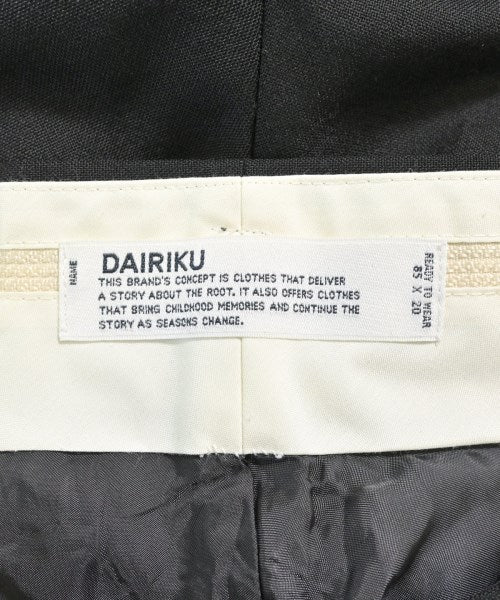 NAME
DAIRIKU
THIS BRAND'S CONCEPT IS CLOTHES THAT DELIVER
A STORY ABOUT THE ROOT. IT ALSO OFFERS CLOTHES
THAT BRING CHILDHOOD MEMORIES AND CONTINUE THE
STORY AS SEASONS CHANGE.
READY TO WEAR
85 X 20